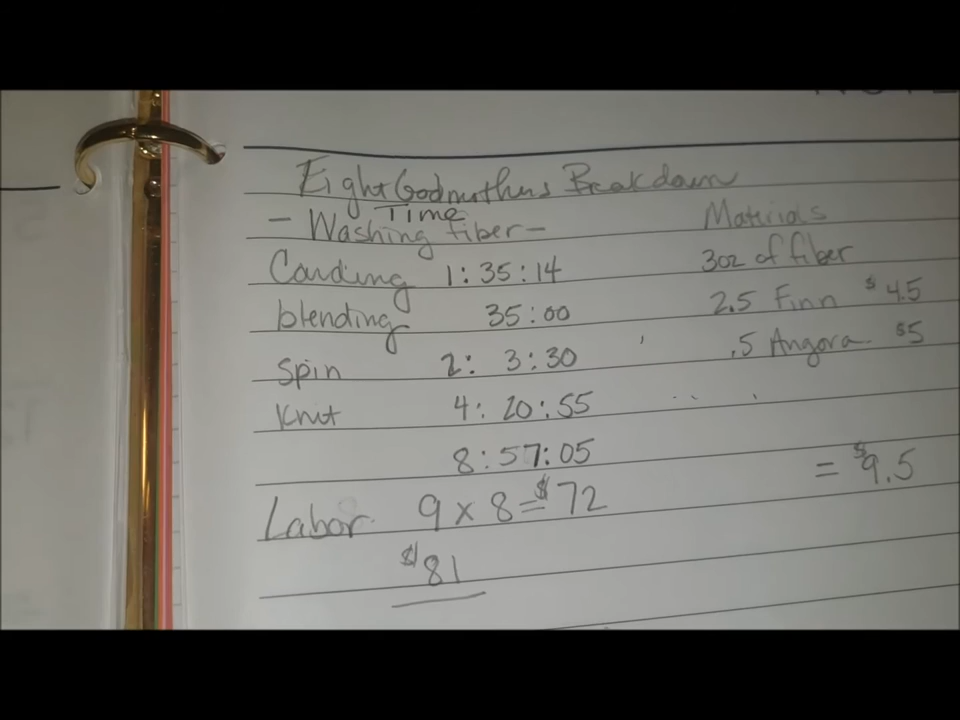 Eight Godmuthers Breakdown
Time
- Washing fiber -
Materials
Carding 1:35:14
3oz of fiber
blending 35:00
2.5 Finn $4.5
Spin 2:3:30
.5 Angora $5
Knit 4:20:55
8:57:05
= $9.5
Labor 9 x 8 = $72
$81